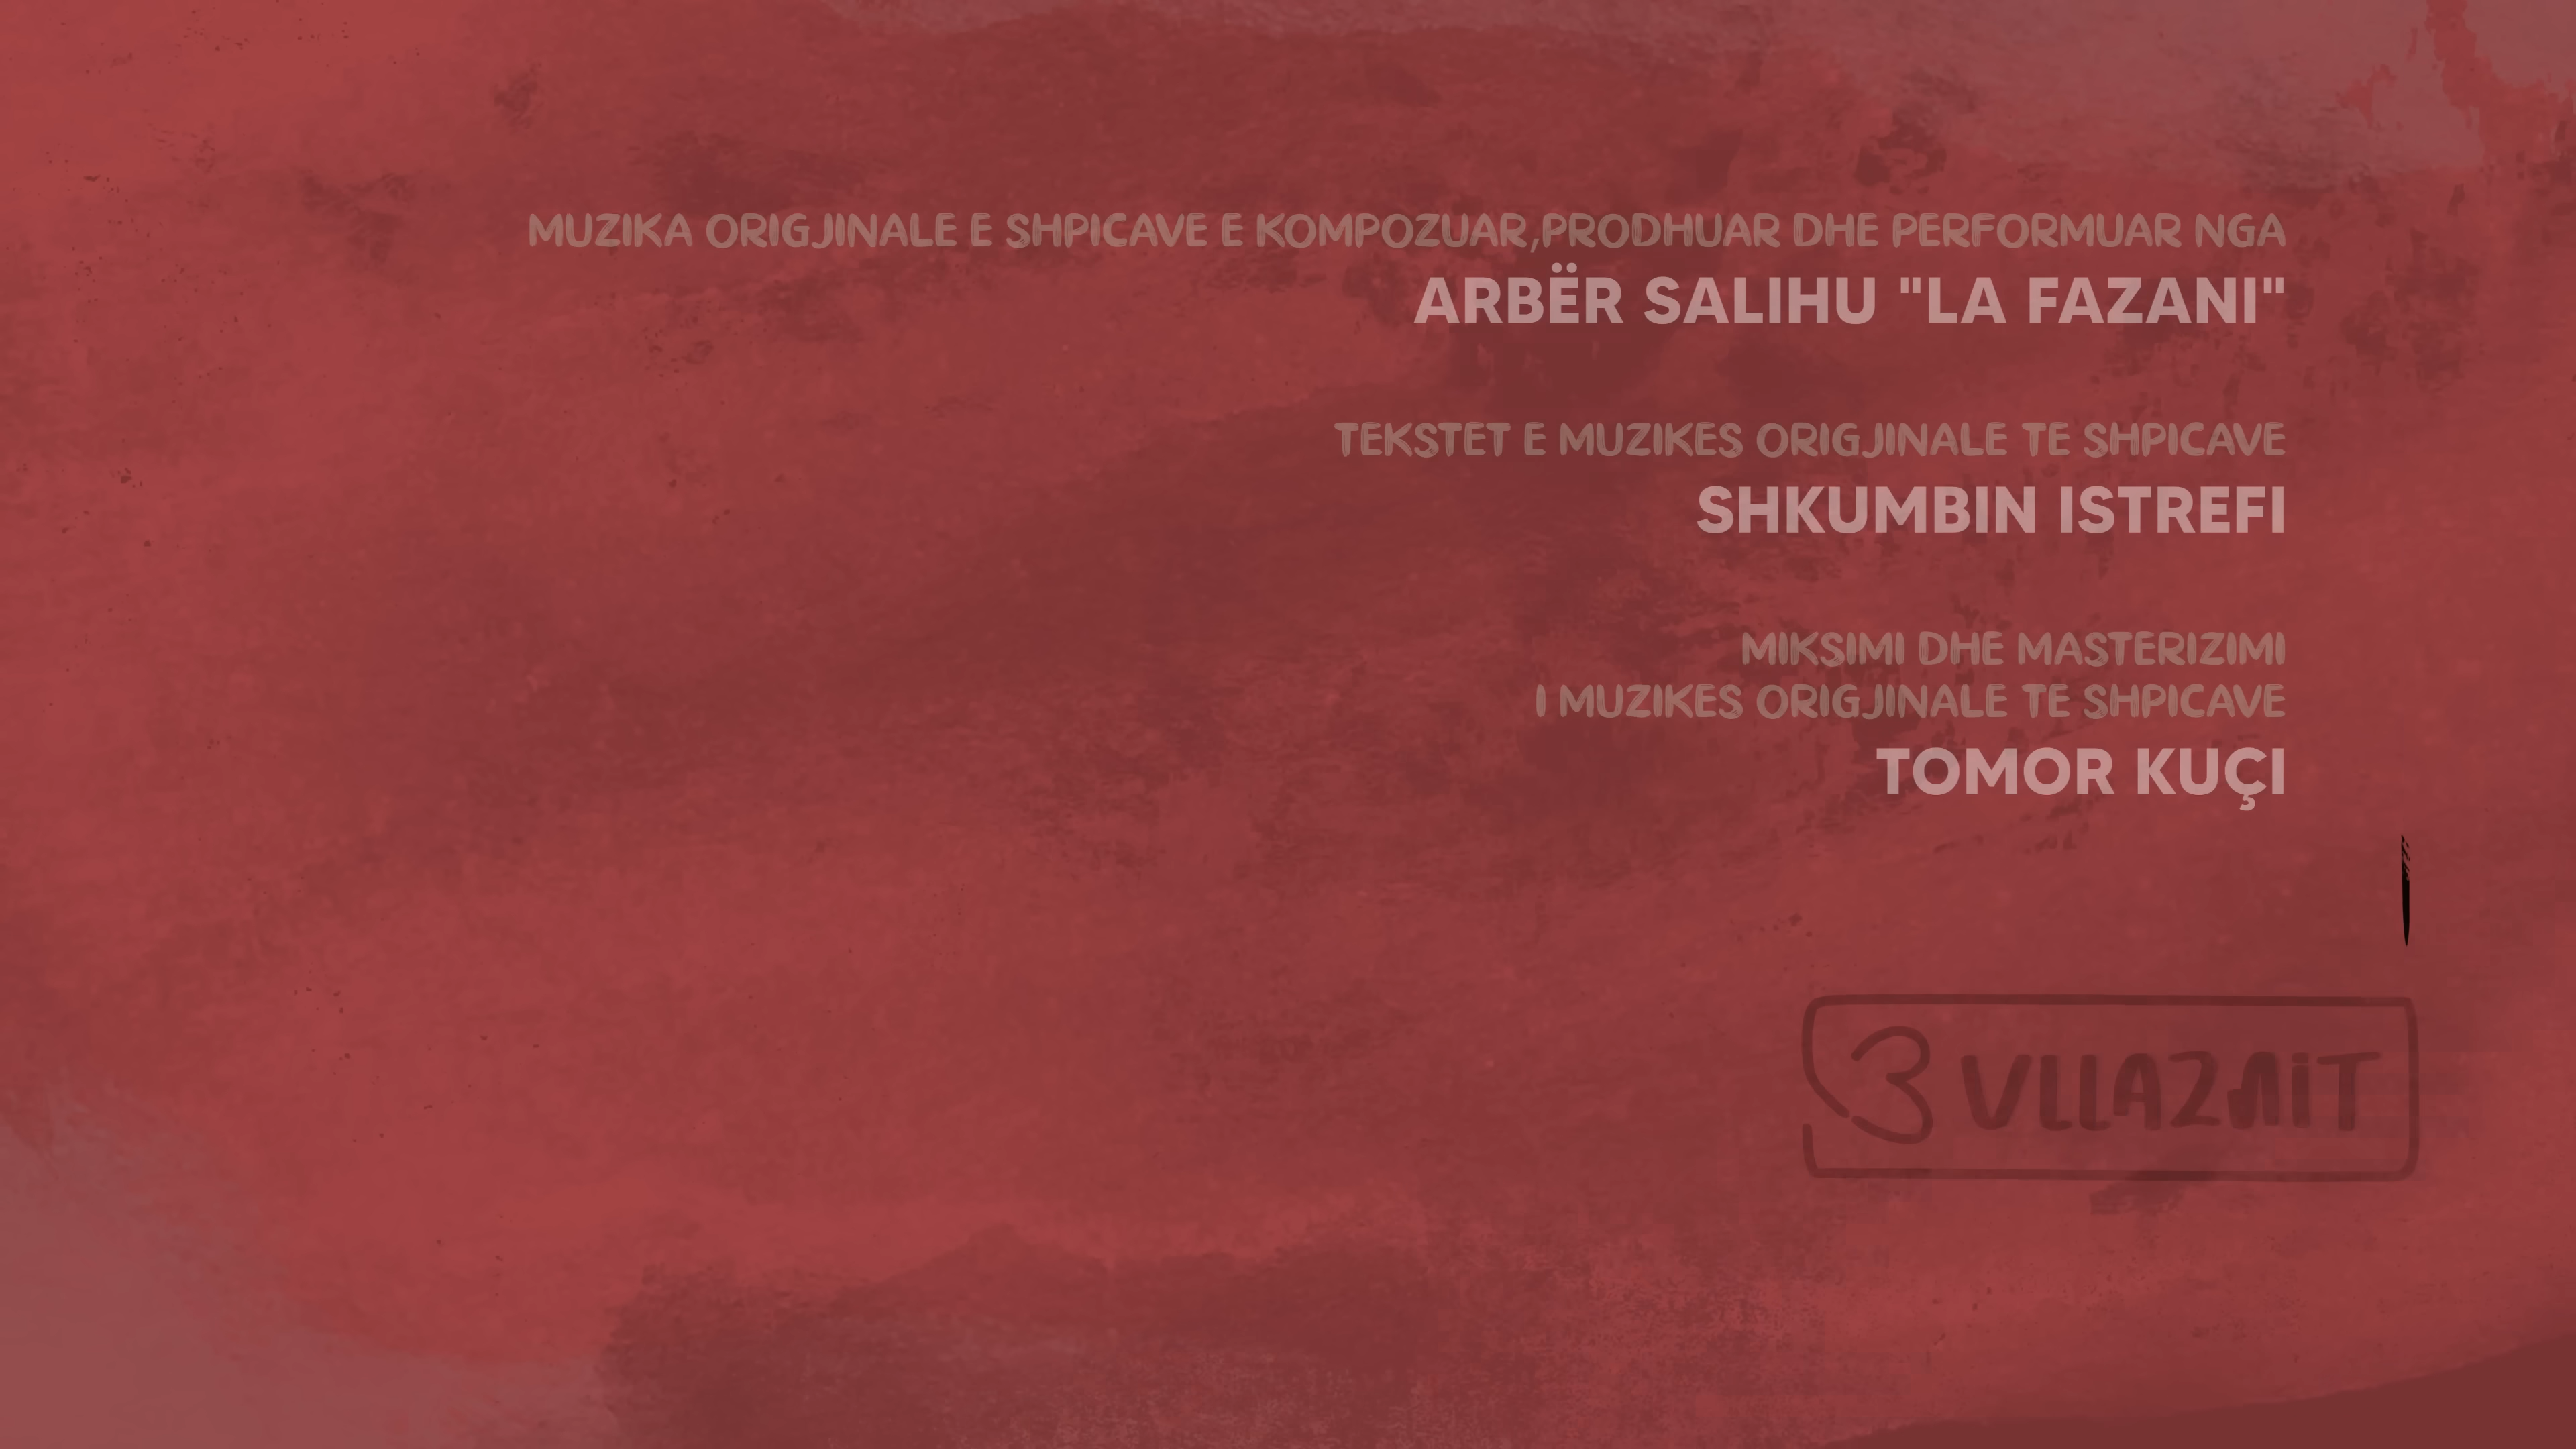 MUZIKA ORIGJINALE E SHPICAVE E KOMPOZUAR,PRODHUAR DHE PERFORMUAR NGA
ARBËR SALIHU "LA FAZANI"
TEKSTET E MUZIKES ORIGJINALE TE SHPICAVE
SHKUMBIN ISTREFI
MIKSIMI DHE MASTERIZIMI
I MUZIKES ORIGJINALE TE SHPICAVE
TOMOR KUÇI
3 VLLAZNIT